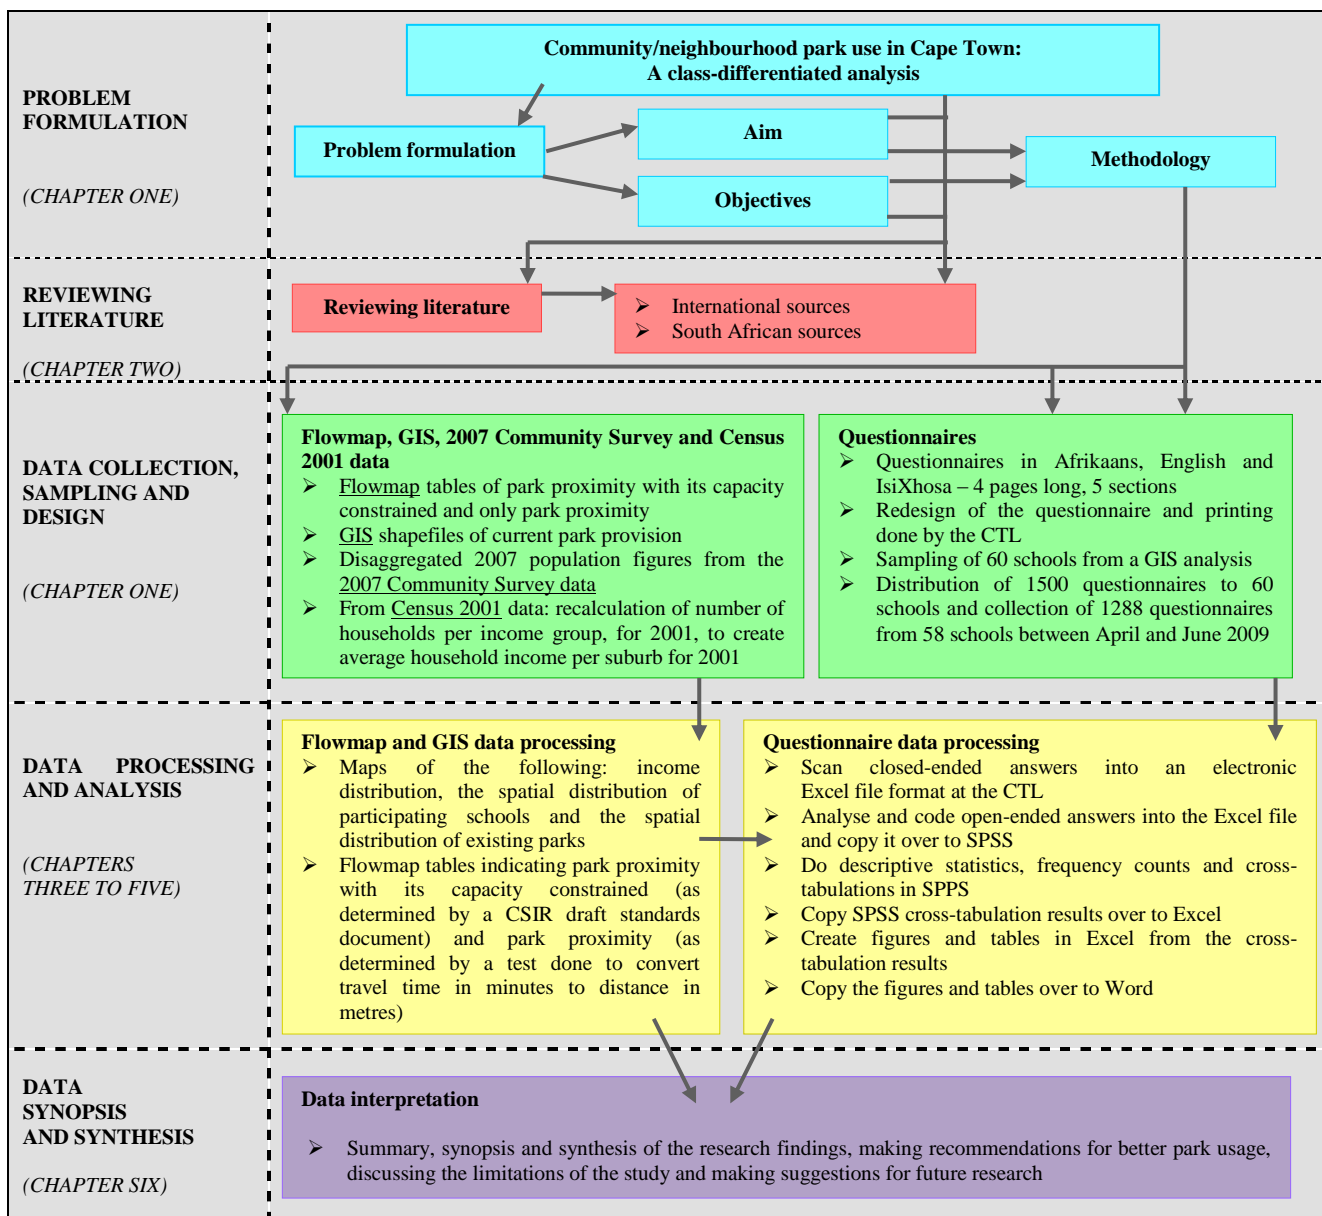 PROBLEM
FORMULATION
(CHAPTER ONE)
Community/neighbourhood park use in Cape Town:
A class-differentiated analysis
Problem formulation
Aim
Objectives
Methodology
REVIEWING
LITERATURE
(CHAPTER TWO)
Reviewing literature
➢ International sources
➢ South African sources
DATA COLLECTION,
SAMPLING AND
DESIGN
(CHAPTER ONE)
Flowmap, GIS, 2007 Community Survey and Census
2001 data
➢ Flowmap tables of park proximity with its capacity
constrained and only park proximity
➢ GIS shapefiles of current park provision
➢ Disaggregated 2007 population figures from the
2007 Community Survey data
➢ From Census 2001 data: recalculation of number of
households per income group, for 2001, to create
average household income per suburb for 2001
Questionnaires
➢ Questionnaires in Afrikaans, English and
IsiXhosa – 4 pages long, 5 sections
➢ Redesign of the questionnaire and printing
done by the CTL
➢ Sampling of 60 schools from a GIS analysis
➢ Distribution of 1500 questionnaires to 60
schools and collection of 1288 questionnaires
from 58 schools between April and June 2009
DATA PROCESSING
AND ANALYSIS
(CHAPTERS
THREE TO FIVE)
Flowmap and GIS data processing
➢ Maps of the following: income
distribution, the spatial distribution of
participating schools and the spatial
distribution of existing parks
➢ Flowmap tables indicating park proximity
with its capacity constrained (as
determined by a CSIR draft standards
document) and park proximity (as
determined by a test done to convert
travel time in minutes to distance in
metres)
Questionnaire data processing
➢ Scan closed-ended answers into an electronic
Excel file format at the CTL
➢ Analyse and code open-ended answers into the Excel file
and copy it over to SPSS
➢ Do descriptive statistics, frequency counts and cross-
tabulations in SPPS
➢ Copy SPSS cross-tabulation results over to Excel
➢ Create figures and tables in Excel from the cross-
tabulation results
➢ Copy the figures and tables over to Word
DATA
SYNOPSIS
AND SYNTHESIS
(CHAPTER SIX)
Data interpretation
➢ Summary, synopsis and synthesis of the research findings, making recommendations for better park usage,
discussing the limitations of the study and making suggestions for future research